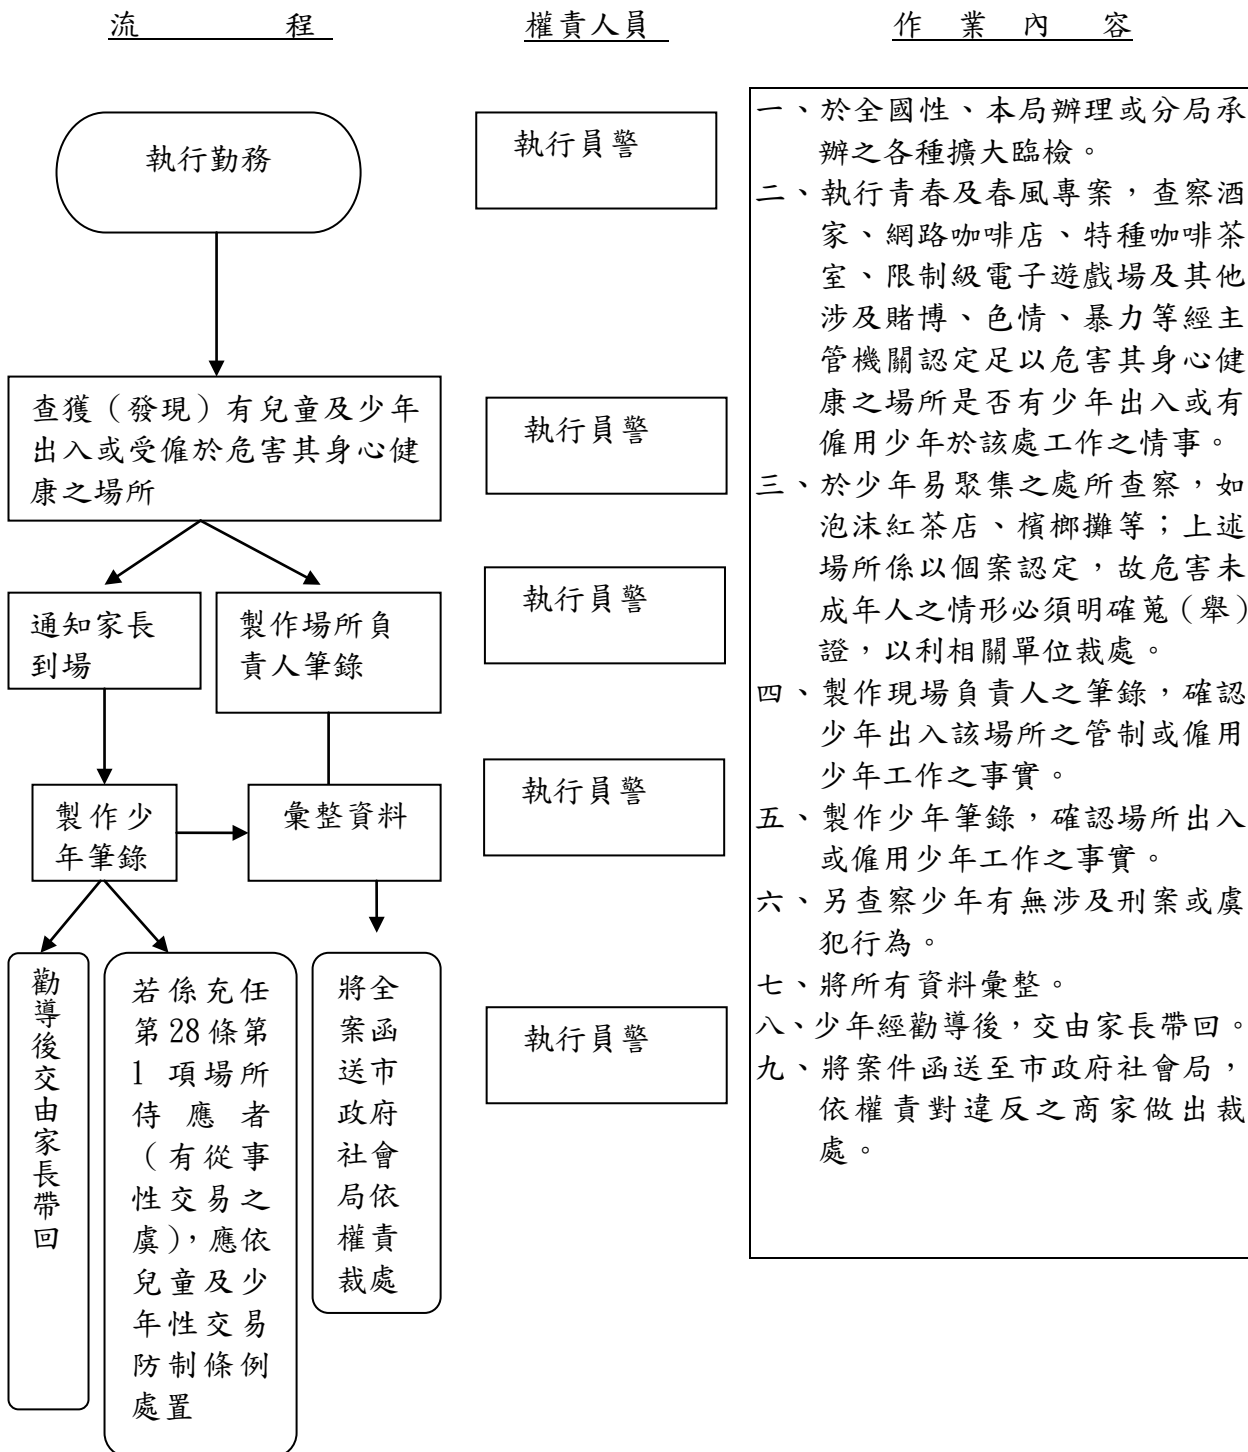 流 程
權責人員
作 業 內 容
執行勤務
查獲（發現）有兒童及少年
出入或受僱於危害其身心健
康之場所
通知家長
到場
製作場所負
責人筆錄
製作少
年筆錄
彙整資料
勸導後交由家長帶回
若係充任
第28條第
1 項場所
侍應者
（有從事
性交易之
虞），應依
兒童及少
年性交易
防制條例
處置
將全
案函
送市
政府
社會
局依
權責
裁處
執行員警
執行員警
執行員警
執行員警
執行員警
一、於全國性、本局辦理或分局承
辦之各種擴大臨檢。
二、執行青春及春風專案，查察酒
家、網路咖啡店、特種咖啡茶
室、限制級電子遊戲場及其他
涉及賭博、色情、暴力等經主
管機關認定足以危害其身心健
康之場所是否有少年出入或有
僱用少年於該處工作之情事。
三、於少年易聚集之處所查察，如
泡沫紅茶店、檳榔攤等；上述
場所係以個案認定，故危害未
成年人之情形必須明確蒐（舉）
證，以利相關單位裁處。
四、製作現場負責人之筆錄，確認
少年出入該場所之管制或僱用
少年工作之事實。
五、製作少年筆錄，確認場所出入
或僱用少年工作之事實。
六、另查察少年有無涉及刑案或虞
犯行為。
七、將所有資料彙整。
八、少年經勸導後，交由家長帶回。
九、將案件函送至市政府社會局，
依權責對違反之商家做出裁
處。